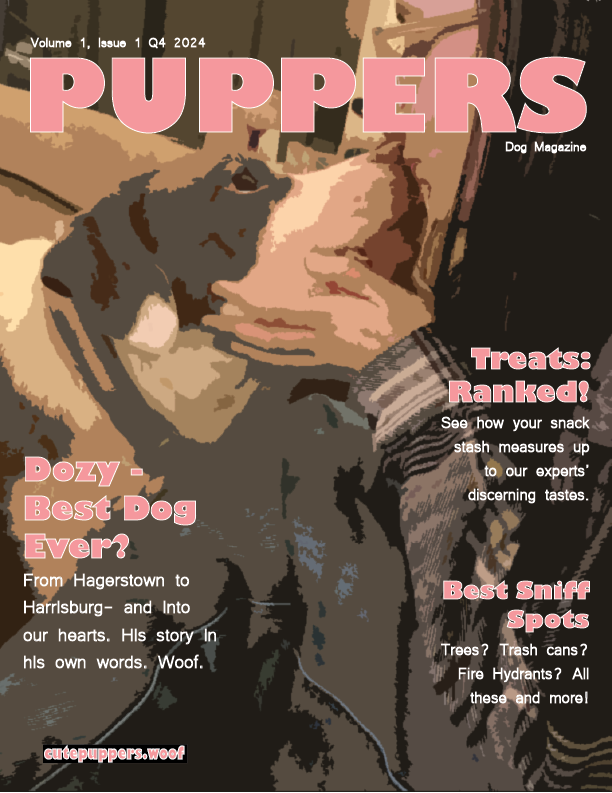 Volume 1, Issue 1 Q4 2024
PUPPERS
Dog Magazine
Treats:
Ranked!
See how your snack
stash measures up
to our experts'
discerning tastes.
Dozy -
Best Dog
Ever?
From Hagerstown to
Harrisburg- and into
our hearts. His story in
his own words. Woof.
Best Sniff
Spots
Trees? Trash cans?
Fire Hydrants? All
these and more!
cutepuppers.woof